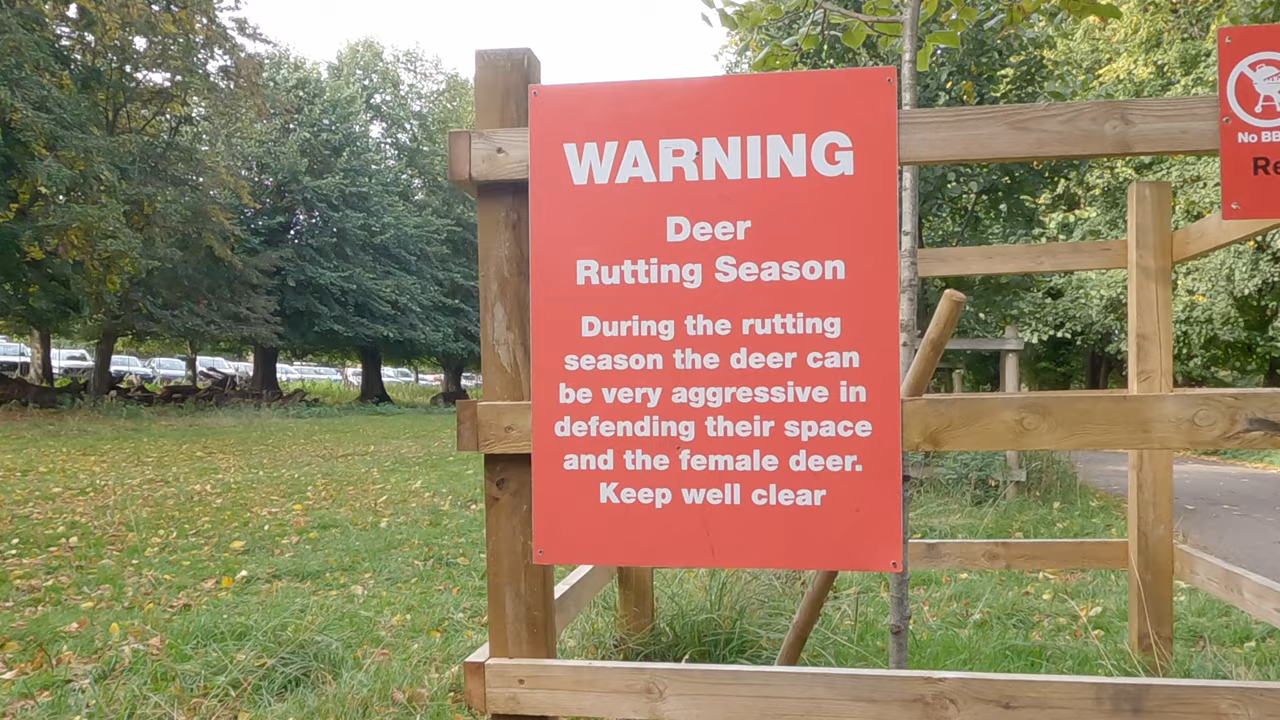 WARNING
Deer
Rutting Season
During the rutting
season the deer can
be very aggressive in
defending their space
and the female deer.
Keep well clear
No